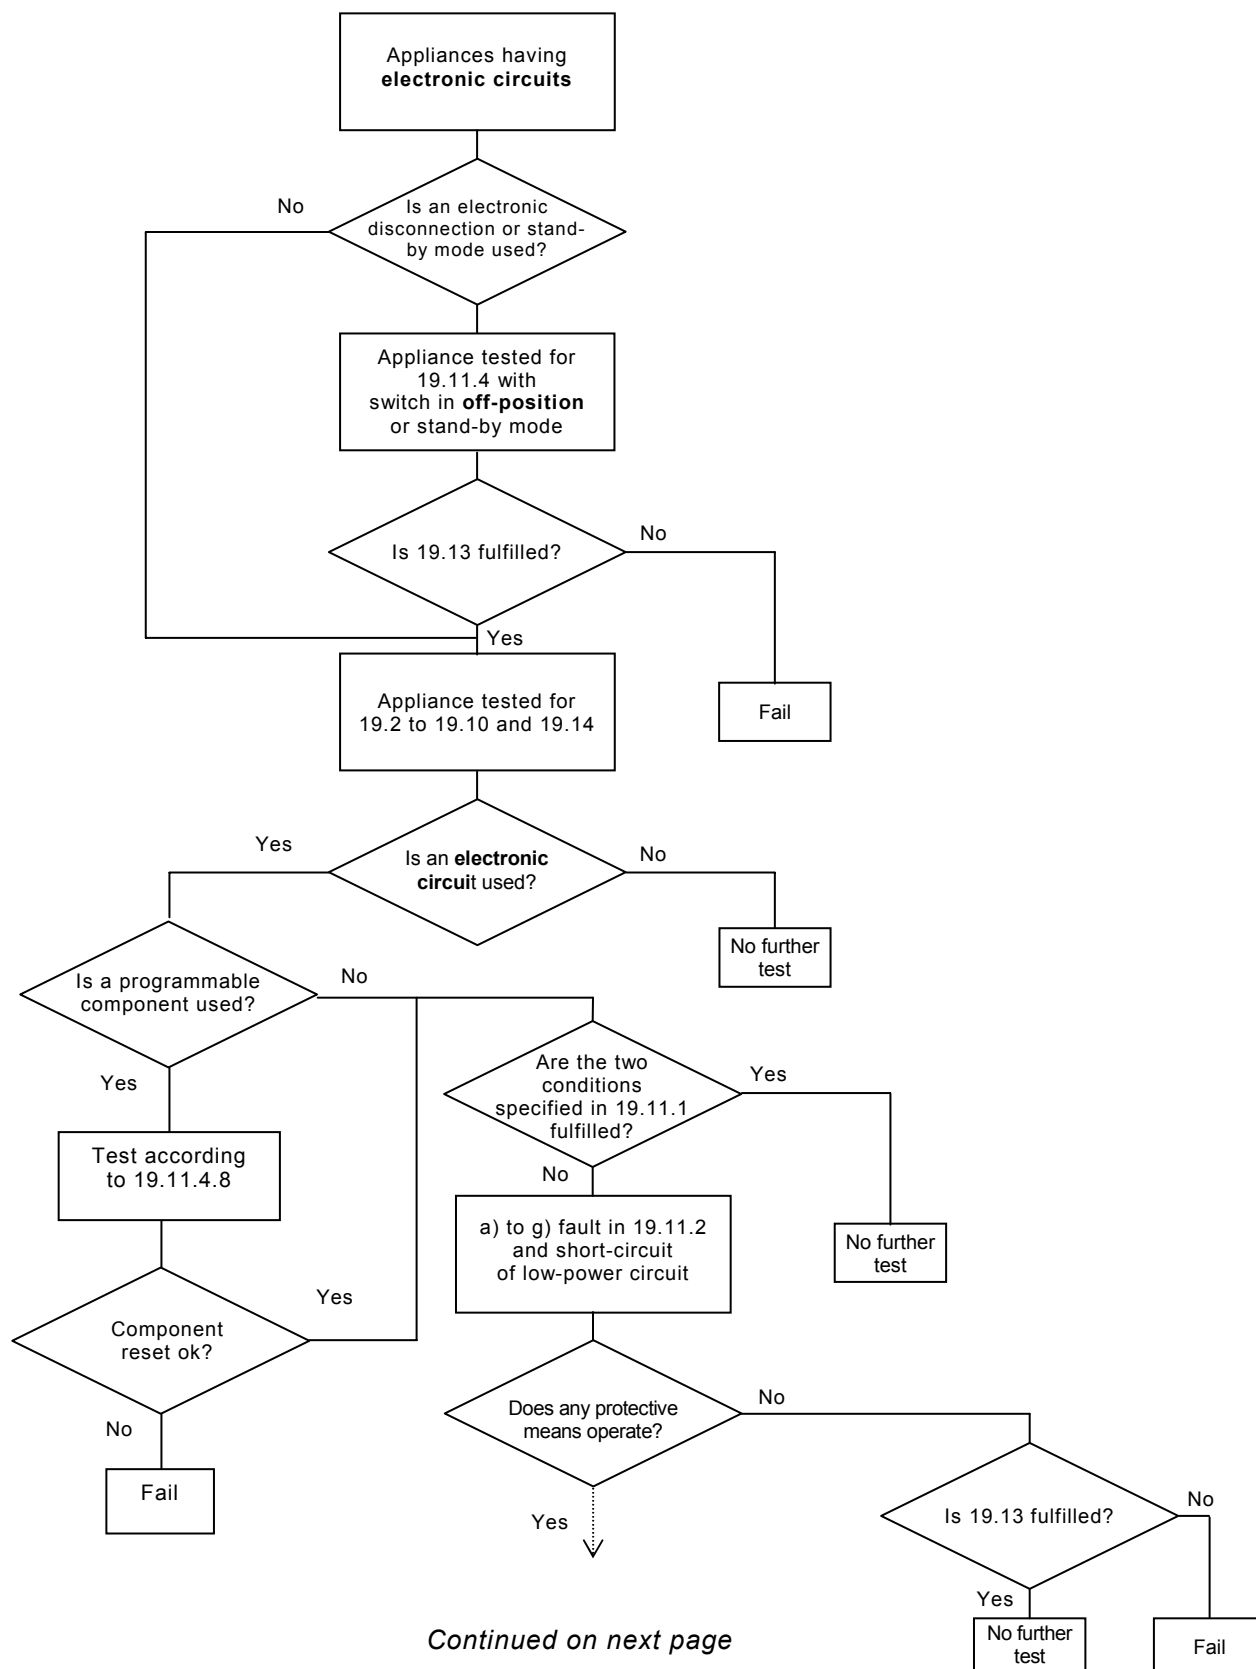 Appliances having
electronic circuits
No
Is an electronic
disconnection or stand-
by mode used?
Appliance tested for
19.11.4 with
switch in off-position
or stand-by mode
No
Is 19.13 fulfilled?
Yes
Appliance tested for
19.2 to 19.10 and 19.14
Fail
Yes
Is an electronic
circuit used?
No
No further
test
Is a programmable
component used?
No
Are the two
conditions
specified in 19.11.1
fulfilled?
Yes
Yes
Test according
to 19.11.4.8
No
a) to g) fault in 19.11.2
and short-circuit
of low-power circuit
No further
test
Yes
Component
reset ok?
No
Does any protective
means operate?
No
Fail
Yes
Is 19.13 fulfilled?
No
Yes
No further
test
Fail
Continued on next page